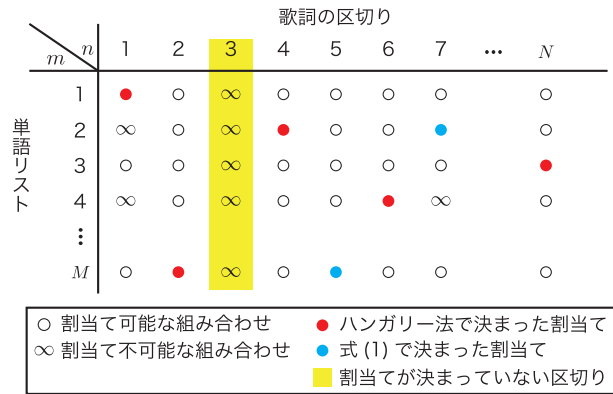 歌詞の区切り
m n 1 2 3 4 5 6 7 … N
単語リスト
1 ● ○ ∞ ○ ○ ○ ○ ○
2 ∞ ○ ∞ ● ○ ○ ● ○
3 ○ ○ ∞ ○ ○ ○ ○ ●
4 ∞ ○ ∞ ○ ○ ● ∞ ○
⋮
M ○ ● ∞ ○ ● ○ ○ ○
○ 割当て可能な組み合わせ
∞ 割当て不可能な組み合わせ
● ハンガリー法で決まった割当て
● 式 (1) で決まった割当て
割当てが決まっていない区切り